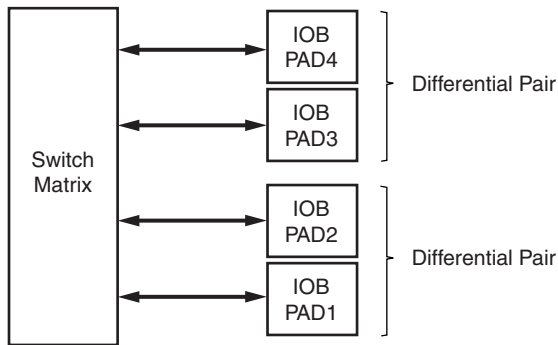 IOB
PAD4
Differential Pair
IOB
PAD3
Switch
Matrix
IOB
PAD2
Differential Pair
IOB
PAD1